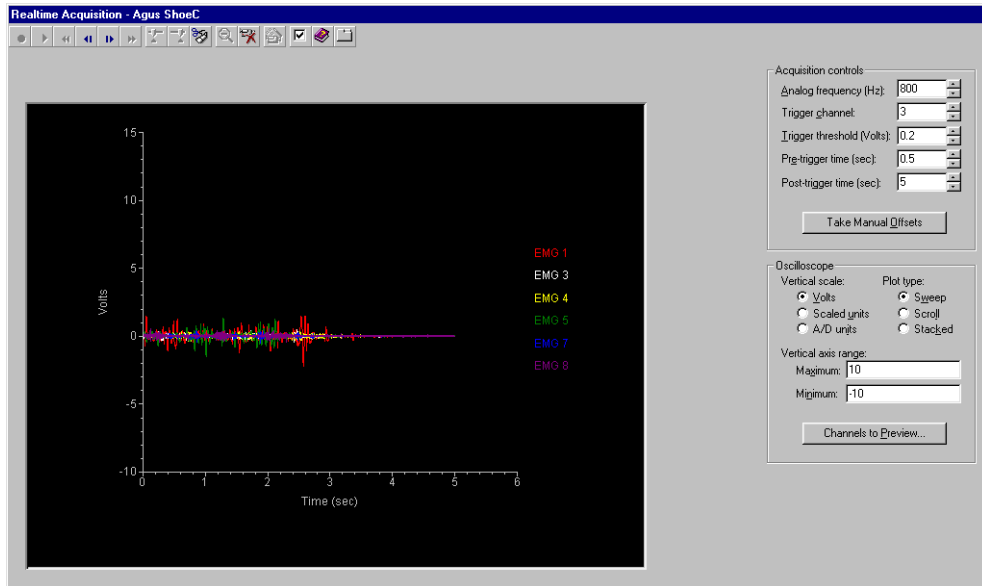 Realtime Acquisition - Agus ShoeC
Acquisition controls
Analog frequency (Hz): 800
Trigger channel: 3
Trigger threshold (Volts): 0.2
Pre-trigger time (sec): 0.5
Post-trigger time (sec): 5
Take Manual Offsets
Oscilloscope
Vertical scale: Plot type:
Volts Sweep
Scaled units Scroll
A/D units Stacked
Vertical axis range:
Maximum: 10
Minimum: -10
Channels to Preview...
15
10
5
0
-5
-10
Volts
0 1 2 3 4 5 6
Time (sec)
EMG 1
EMG 3
EMG 4
EMG 5
EMG 7
EMG 8